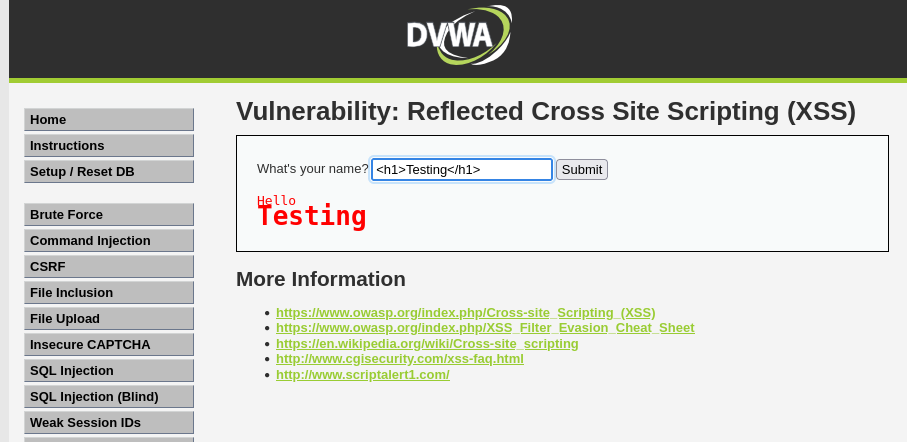 DVWA
Home
Instructions
Setup / Reset DB
Brute Force
Command Injection
CSRF
File Inclusion
File Upload
Insecure CAPTCHA
SQL Injection
SQL Injection (Blind)
Weak Session IDs
Vulnerability: Reflected Cross Site Scripting (XSS)
What's your name? <h1>Testing</h1> Submit
Hello
Testing
More Information
• https://www.owasp.org/index.php/Cross-site_Scripting_(XSS)
• https://www.owasp.org/index.php/XSS_Filter_Evasion_Cheat_Sheet
• https://en.wikipedia.org/wiki/Cross-site_scripting
• http://www.cgisecurity.com/xss-faq.html
• http://www.scriptalert1.com/